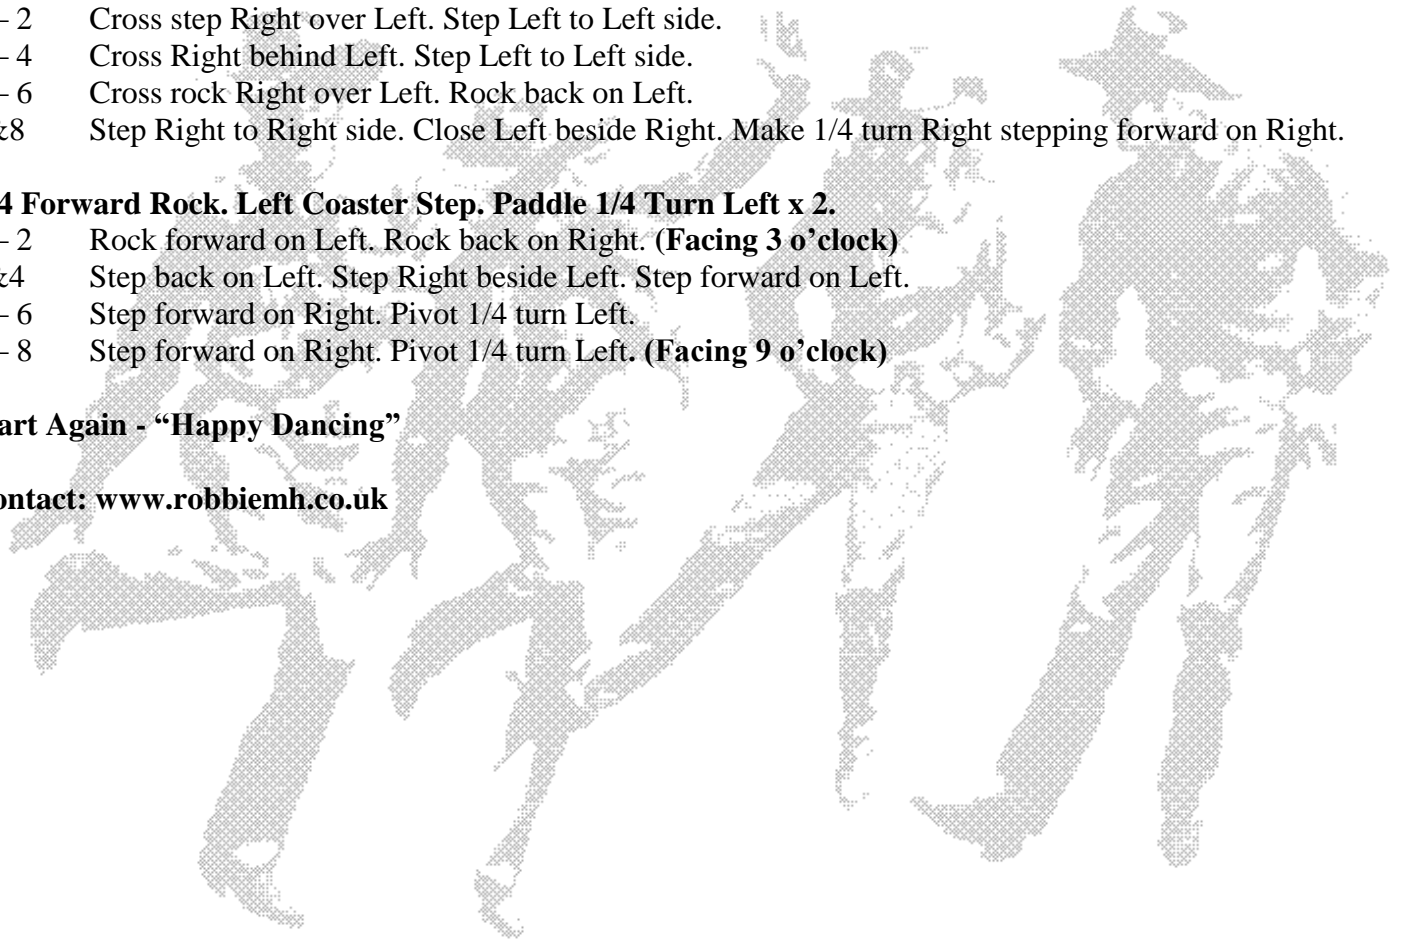 – 2 Cross step Right over Left. Step Left to Left side.
– 4 Cross Right behind Left. Step Left to Left side.
– 6 Cross rock Right over Left. Rock back on Left.
&8 Step Right to Right side. Close Left beside Right. Make 1/4 turn Right stepping forward on Right.
4 Forward Rock. Left Coaster Step. Paddle 1/4 Turn Left x 2.
– 2 Rock forward on Left. Rock back on Right. (Facing 3 o’clock)
&4 Step back on Left. Step Right beside Left. Step forward on Left.
– 6 Step forward on Right. Pivot 1/4 turn Left.
– 8 Step forward on Right. Pivot 1/4 turn Left. (Facing 9 o’clock)
art Again - “Happy Dancing”
ontact: www.robbiemh.co.uk